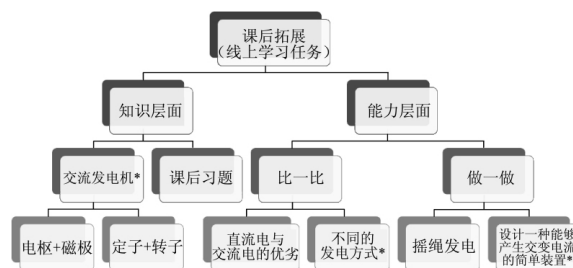 课后拓展
(线上学习任务)
知识层面
能力层面
交流发电机*
课后习题
比一比
做一做
电枢+磁极
定子+转子
直流电与
交流电的优劣
不同的
发电方式*
摇绳发电
设计一种能够
产生交变电流
的简单装置*